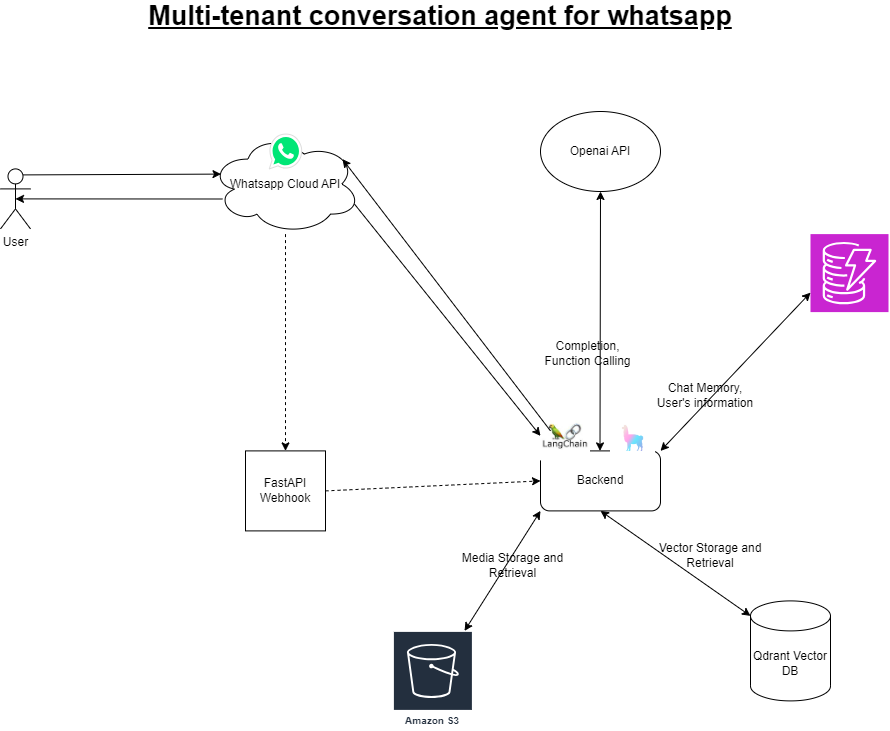 Multi-tenant conversation agent for whatsapp
Openai API
Whatsapp Cloud API
User
Completion,
Function Calling
Chat Memory,
User's information
LangChain
FastAPI
Webhook
Backend
Media Storage and
Retrieval
Vector Storage and
Retrieval
Qdrant Vector
DB
Amazon S3